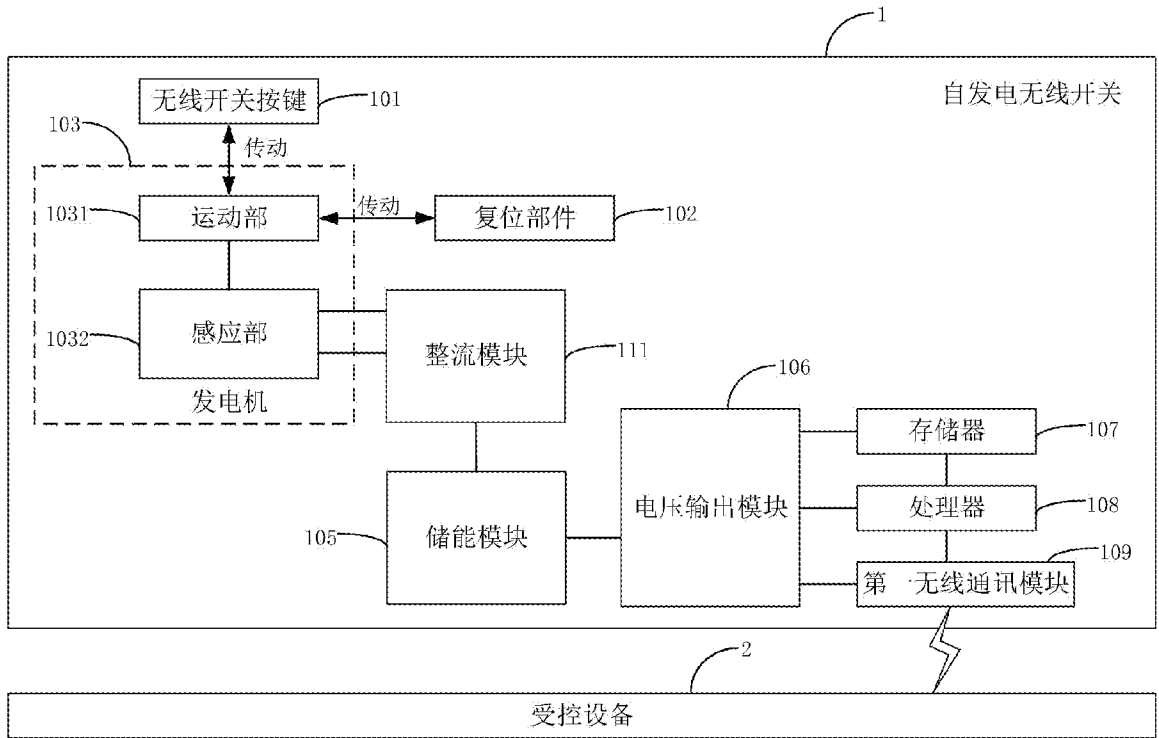 1
自发电无线开关
无线开关按键
101
103
传动
1031
运动部
传动
复位部件
102
1032
感应部
发电机
整流模块
111
106
电压输出模块
存储器
107
处理器
108
109
第一无线通讯模块
105
储能模块
2
受控设备